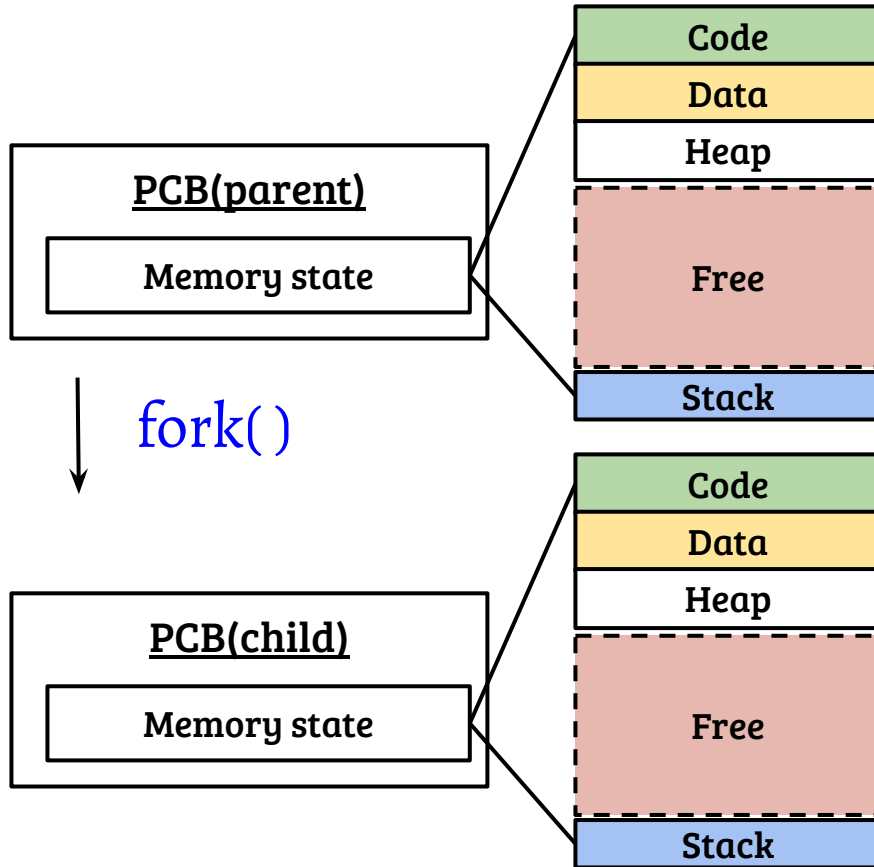 Code
Data
Heap
PCB(parent)
Memory state
Free
Stack
fork( )
Code
Data
Heap
PCB(child)
Memory state
Free
Stack